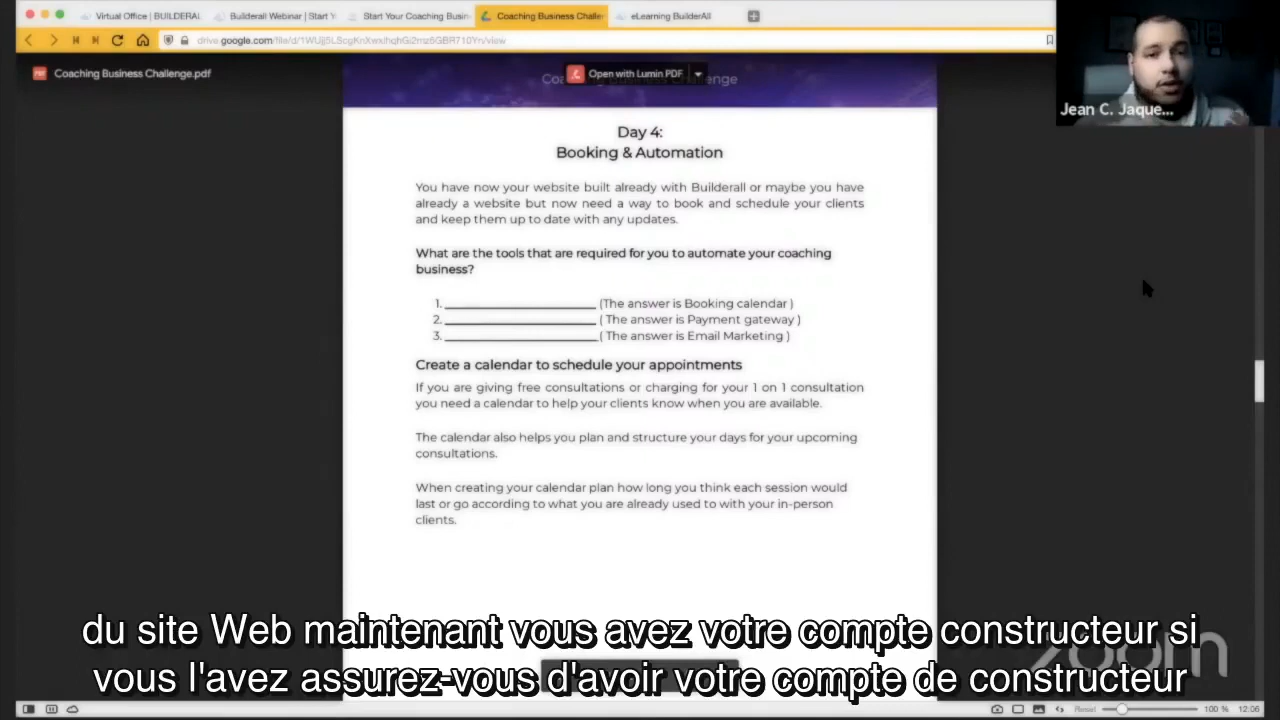 Virtual Office | BUILDERAL
Builderall Webinar | Start Y
Start Your Coaching Busin
Coaching Business Challe
eLearning BuilderAll
Coaching Business Challenge.pdf
Open with Lumin PDF
Jean C. Jaque...
Day 4:
Booking & Automation
You have now your website built already with Builderall or maybe you have
already a website but now need a way to book and schedule your clients
and keep them up to date with any updates.
What are the tools that are required for you to automate your coaching
business?
1. ____________________ (The answer is Booking calendar )
2. ____________________ ( The answer is Payment gateway )
3. ____________________ ( The answer is Email Marketing )
Create a calendar to schedule your appointments
If you are giving free consultations or charging for your 1 on 1 consultation
you need a calendar to help your clients know when you are available.
The calendar also helps you plan and structure your days for your upcoming
consultations.
When creating your calendar plan how long you think each session would
last or go according to what you are already used to with your in-person
clients.
du site Web maintenant vous avez votre compte constructeur si
vous l'avez assurez-vous d'avoir votre compte de constructeur
zoom
100 % 12:06